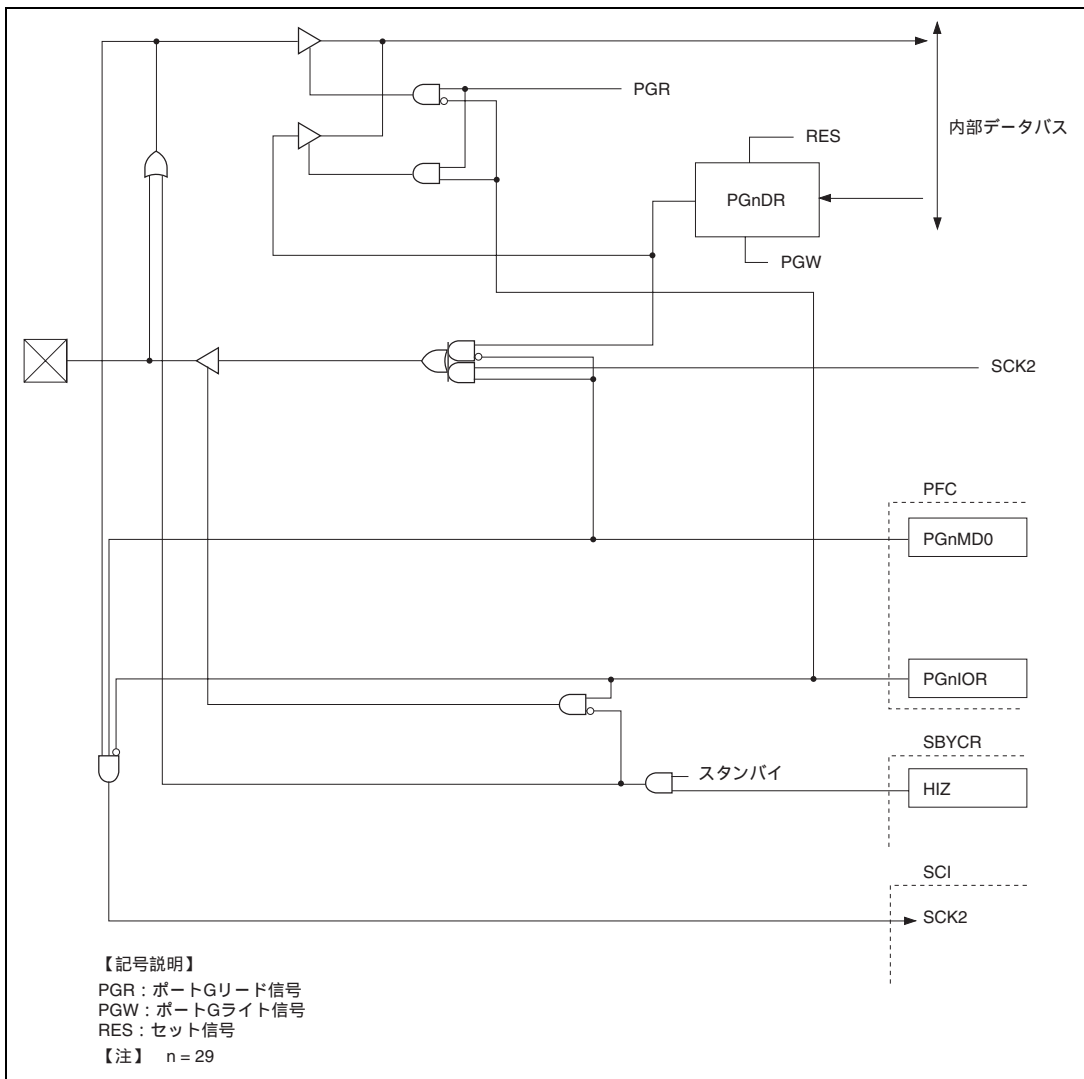 PGR
内部データバス
RES
PGnDR
PGW
SCK2
PFC
PGnMD0
PGnIOR
SBYCR
スタンバイ
HIZ
SCI
SCK2
【記号説明】
PGR：ポートGリード信号
PGW：ポートGライト信号
RES：セット信号
【注】 n = 29